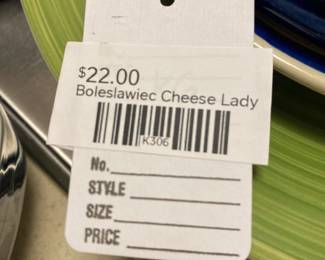 $22.00
Boleslawiec Cheese Lady
K306
No.
STYLE
SIZE
PRICE